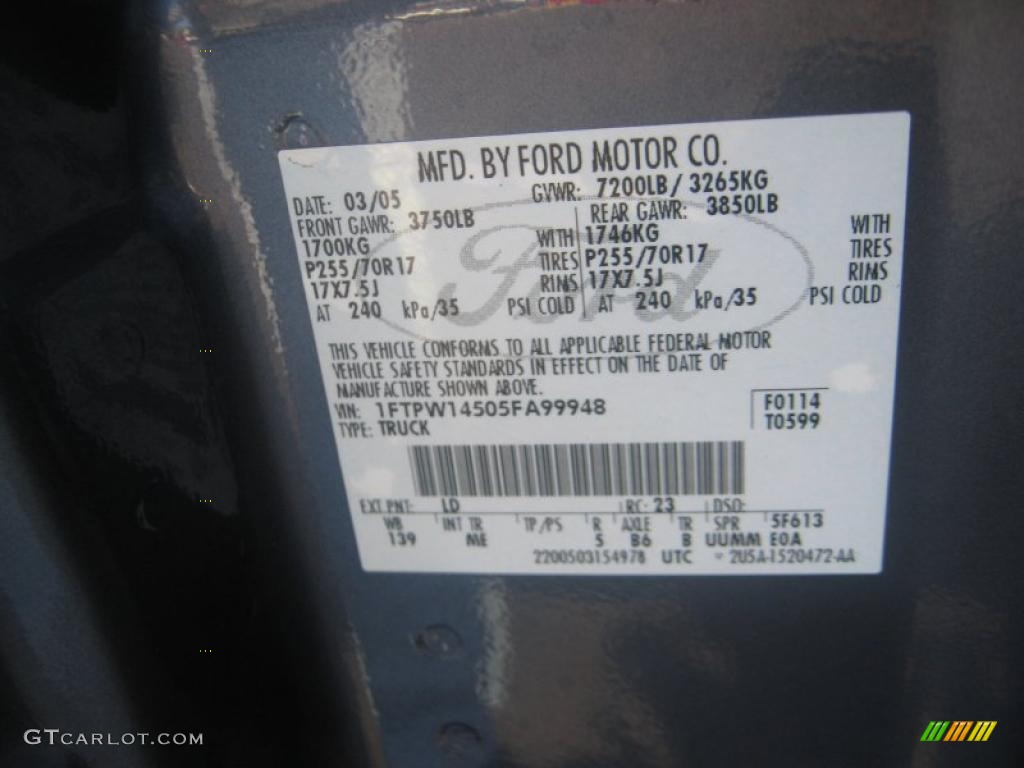 MFD. BY FORD MOTOR CO.
DATE: 03/05 GVWR: 7200LB/ 3265KG
FRONT GAWR: 3750LB REAR GAWR: 3850LB
1700KG WITH 1746KG WITH
P255/70R17 TIRES P255/70R17 TIRES
17X7.5J RIMS 17X7.5J RIMS
AT 240 kPa/35 PSI COLD AT 240 kPa/35 PSI COLD
Ford
THIS VEHICLE CONFORMS TO ALL APPLICABLE FEDERAL MOTOR
VEHICLE SAFETY STANDARDS IN EFFECT ON THE DATE OF
MANUFACTURE SHOWN ABOVE.
VIN: 1FTPW14505FA99948 F0114
TYPE: TRUCK T0599
EXT PNT: LD RC: 23 DSO:
WB INT TR TP/PS R AXLE TR SPR 5F613
139 ME 5 B6 B UUMM EOA
2200503154978 UTC 2U5A-1520472-AA
GTCARLOT.COM